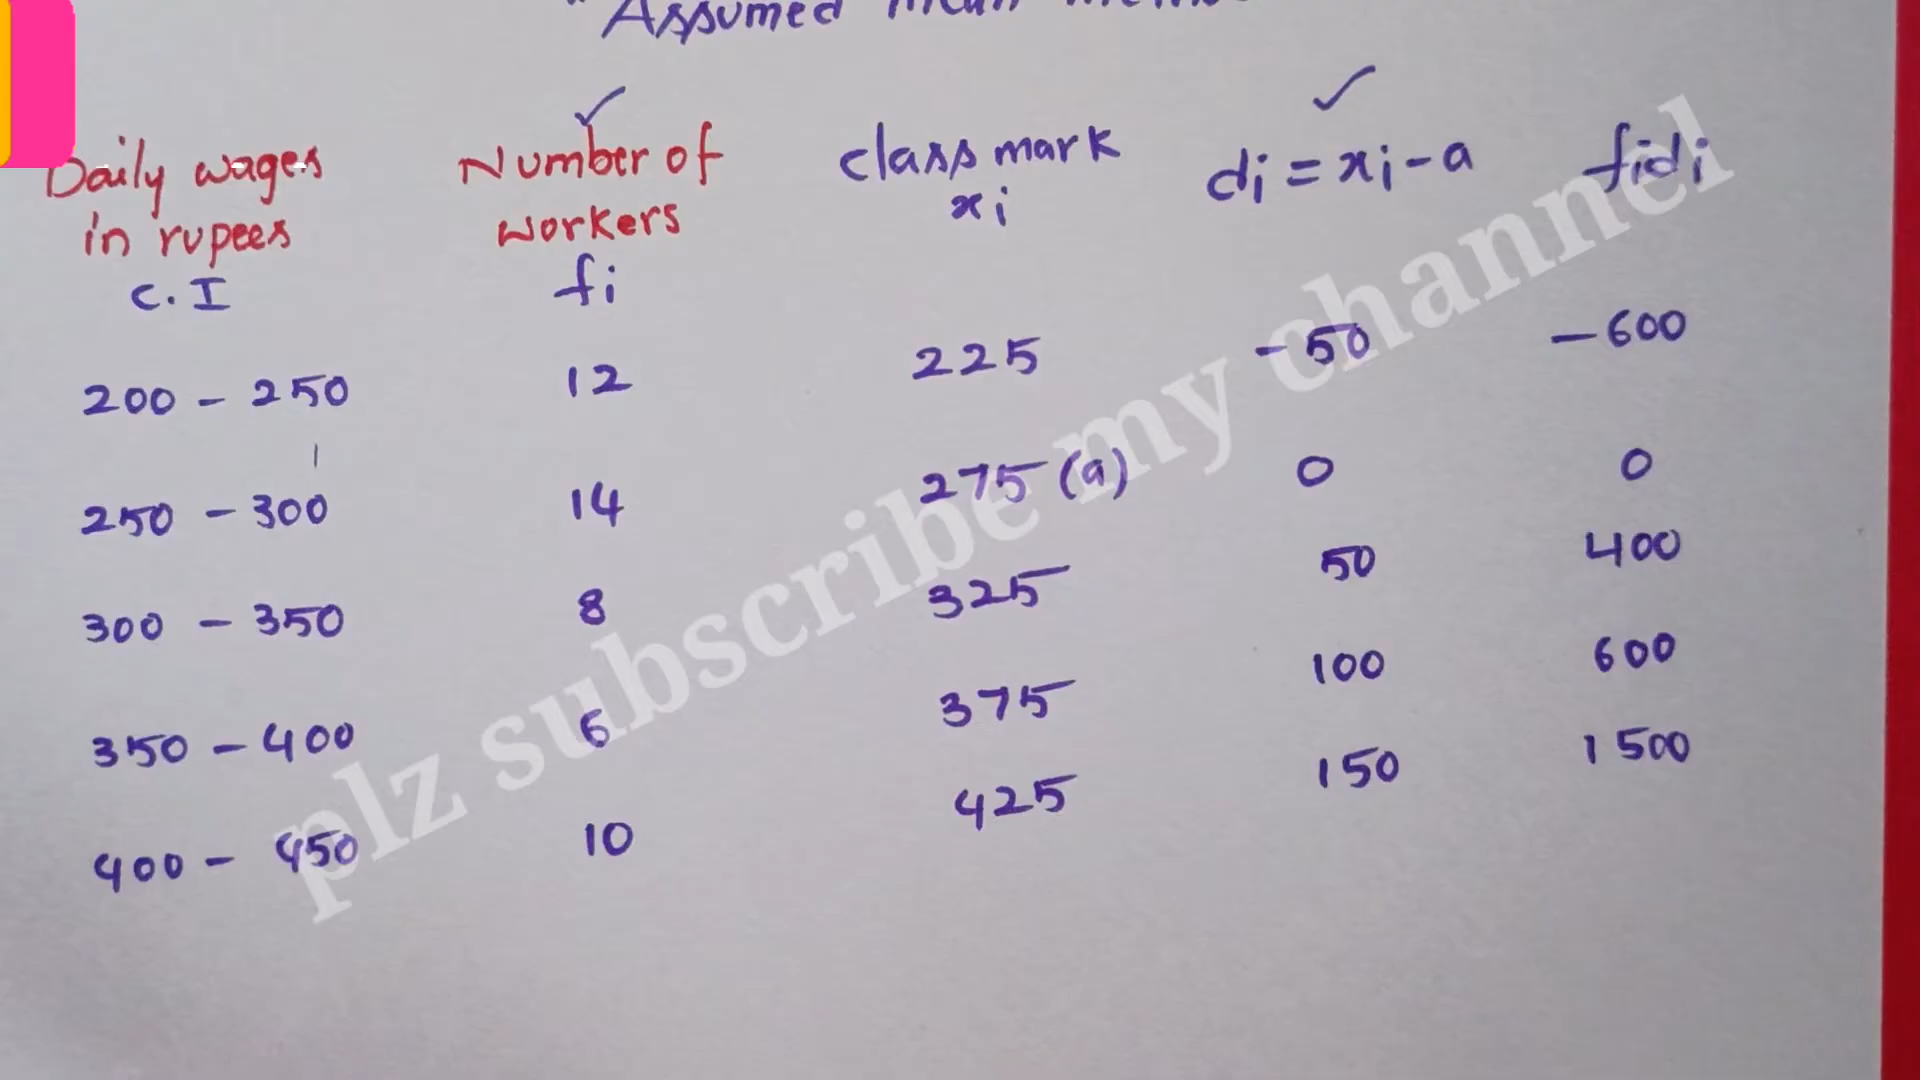 "Assumed mean
Daily wages in rupees C.I
Number of workers fi
class mark xi
di = xi - a
fidi
200 - 250 12 225 - 50 - 600
250 - 300 14 275 (a) 0 0
300 - 350 8 325 50 400
350 - 400 6 375 100 600
400 - 450 10 425 150 1500
plz subscribe my channel